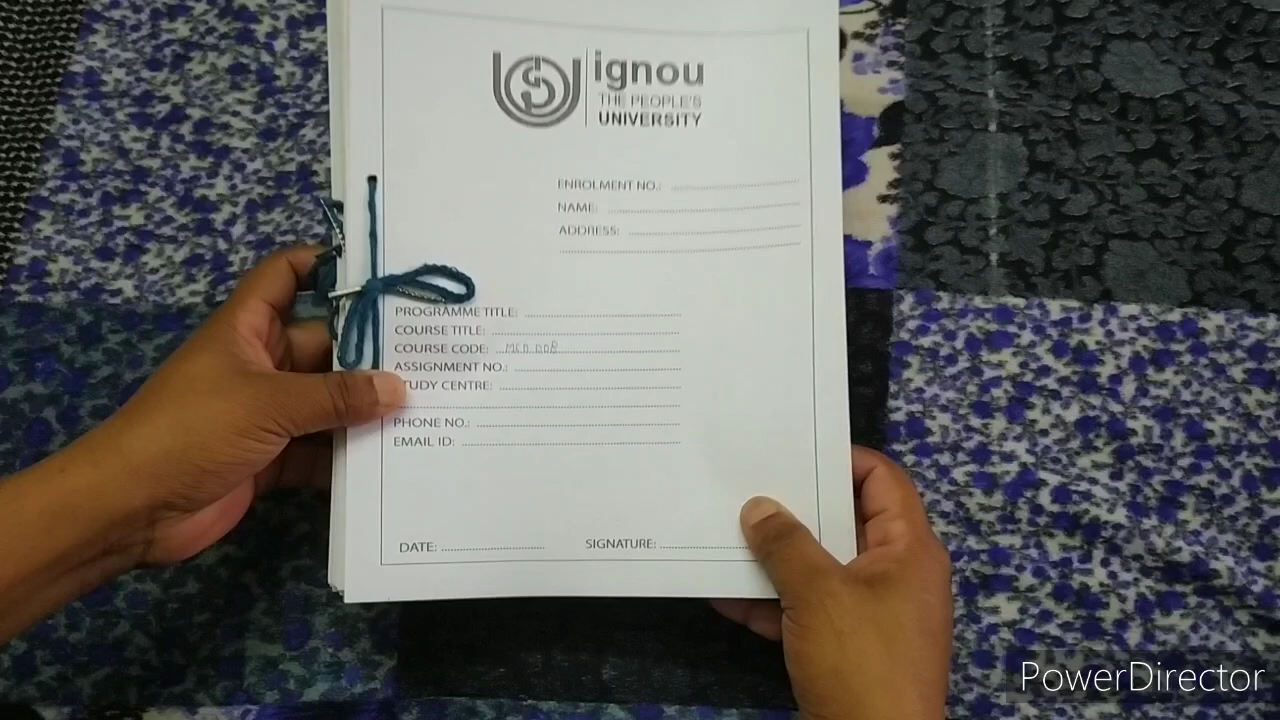 ignou
THE PEOPLE'S
UNIVERSITY
ENROLMENT NO.:
NAME:
ADDRESS:
PROGRAMME TITLE:
COURSE TITLE:
COURSE CODE:
ASSIGNMENT NO.:
STUDY CENTRE:
PHONE NO.:
EMAIL ID:
DATE:
SIGNATURE:
PowerDirector